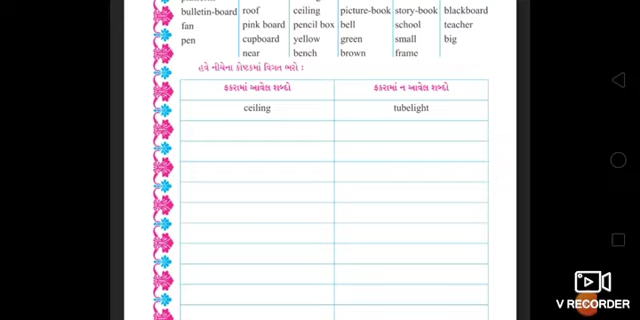 bulletin-board roof ceiling picture-book story-book blackboard
fan pink board pencil box bell school teacher
pen cupboard yellow green small big
near bench brown frame
હવે નીચેના કોષ્ટકમાં વિગત ભરો :
ફકરામાં આવેલ શબ્દો ફકરામાં ન આવેલ શબ્દો
ceiling tubelight
V RECORDER